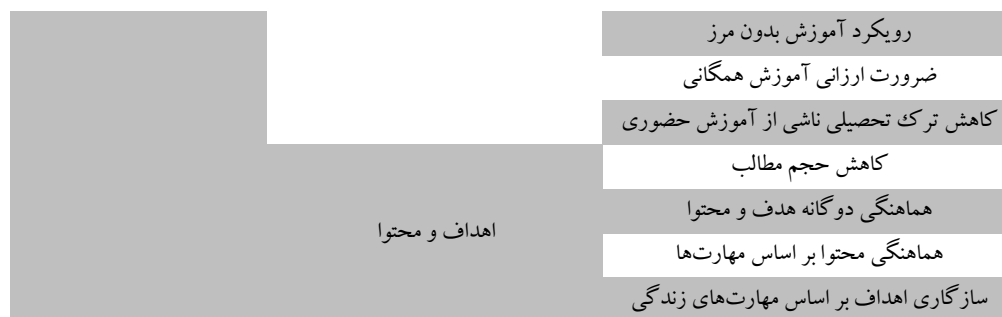 رویکرد آموزش بدون مرز
ضرورت ارزانی آموزش همگانی
کاهش ترک تحصیلی ناشی از آموزش حضوری
کاهش حجم مطالب
هماهنگی دوگانه هدف و محتوا
اهداف و محتوا
هماهنگی محتوا بر اساس مهارت‌ها
سازگاری اهداف بر اساس مهارت‌های زندگی